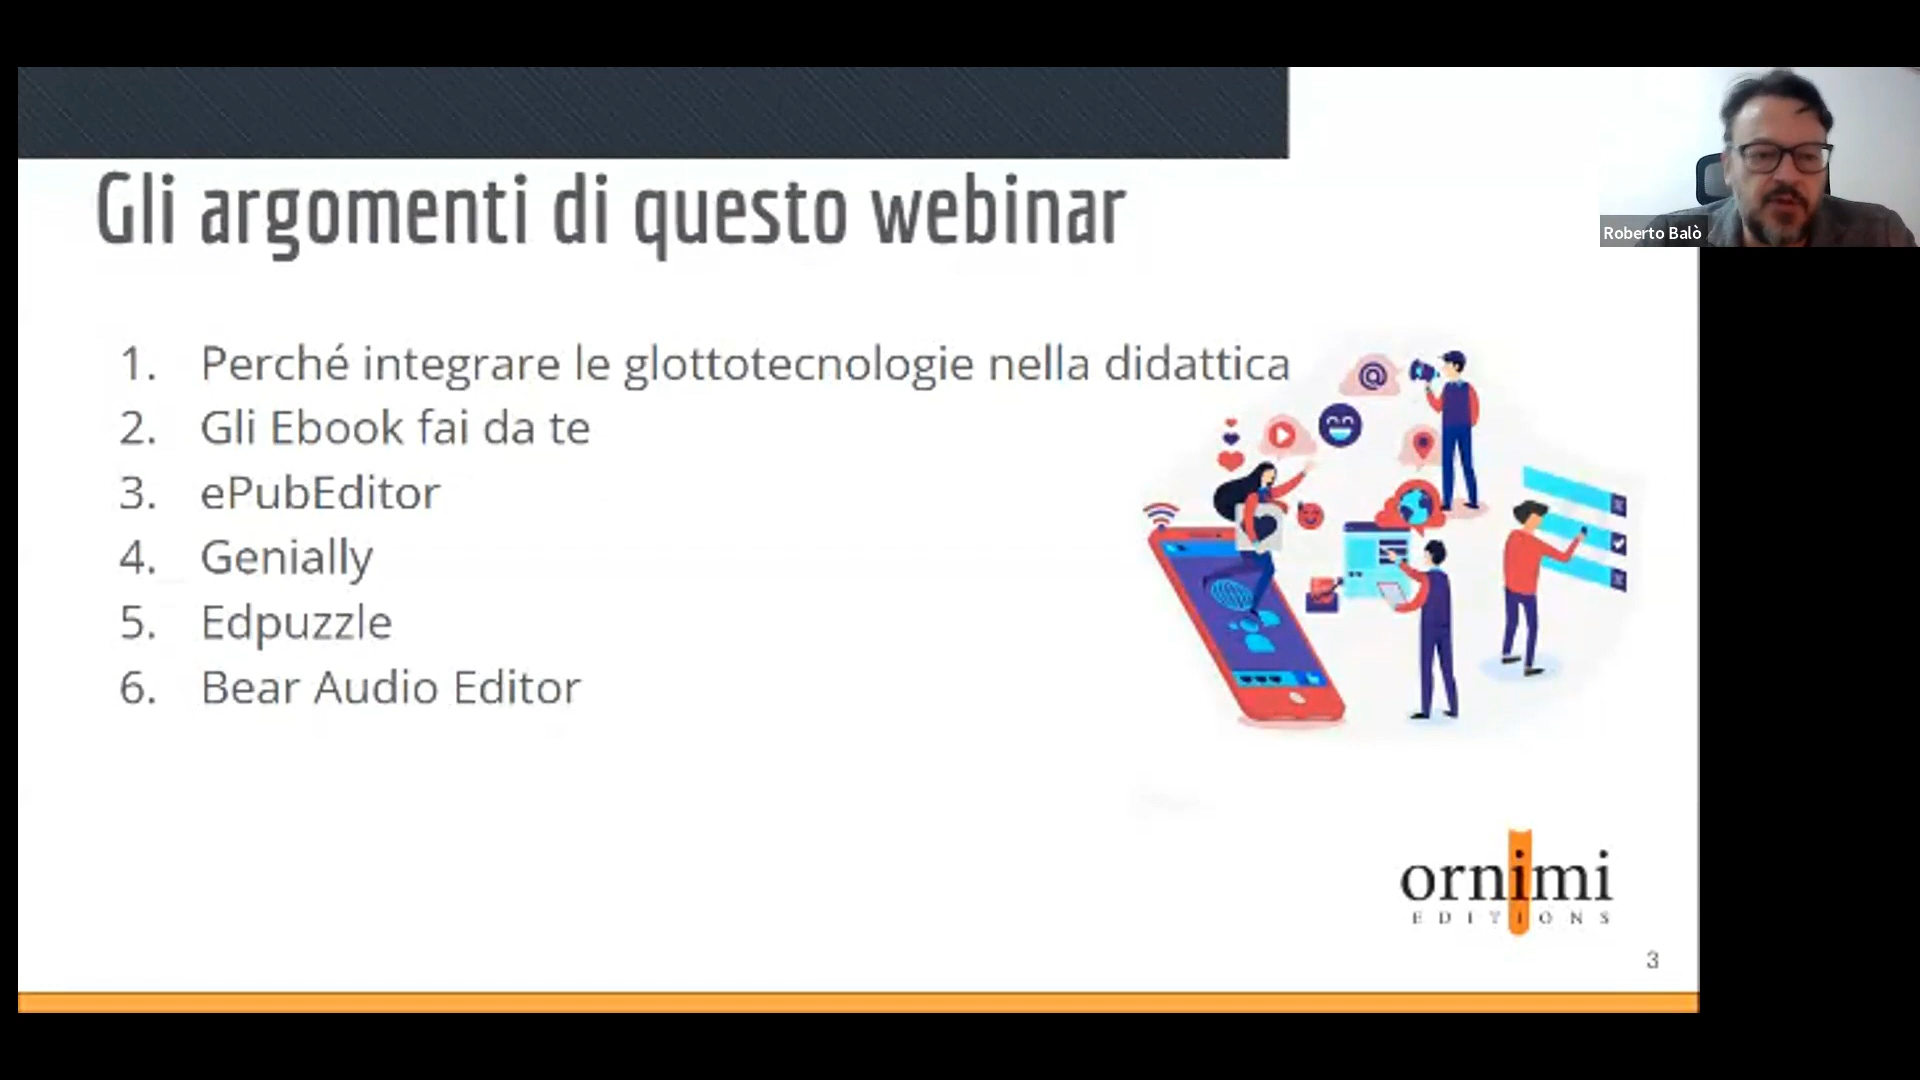 Gli argomenti di questo webinar
Roberto Balò
1. Perché integrare le glottotecnologie nella didattica
2. Gli Ebook fai da te
3. ePubEditor
4. Genially
5. Edpuzzle
6. Bear Audio Editor
@
ornimi
EDITIONS
3